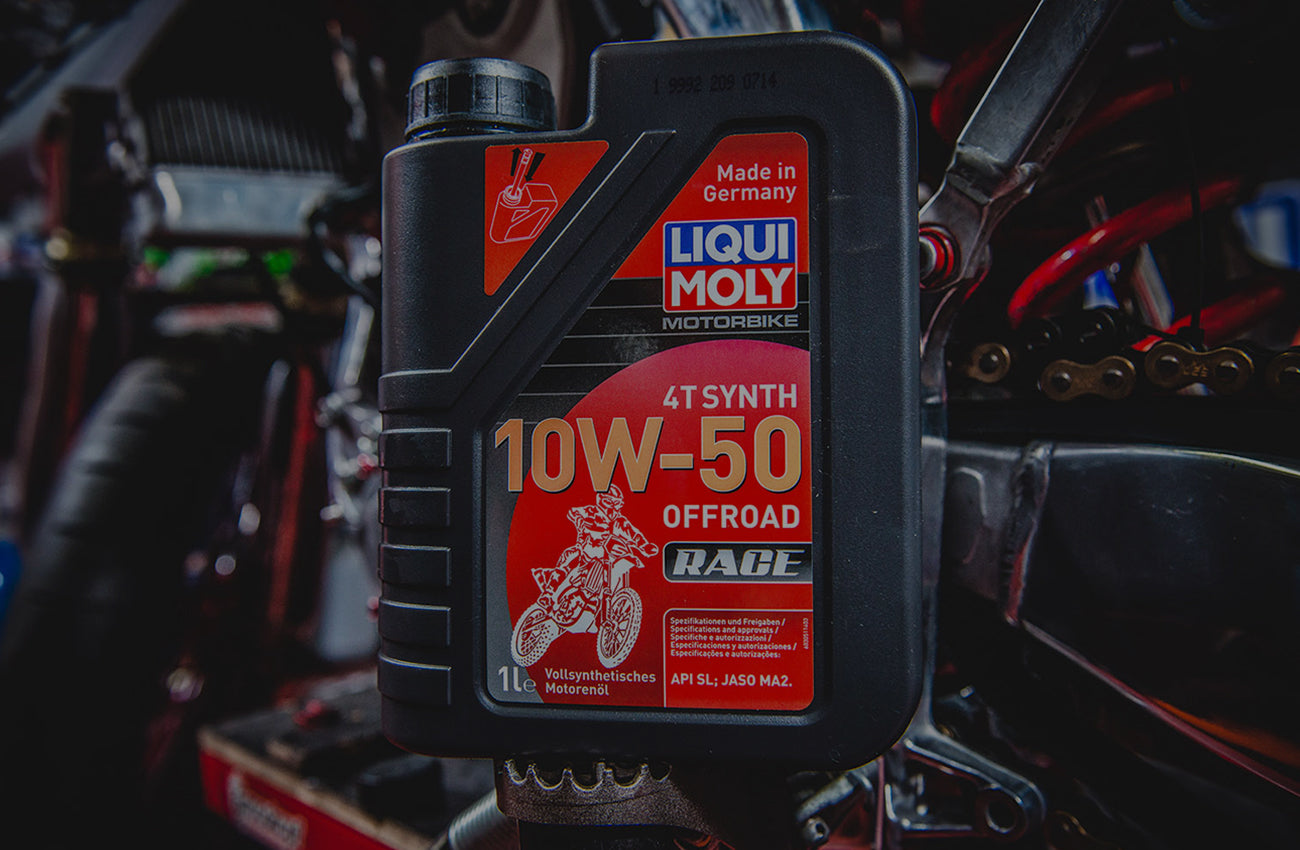 1 9992 209 0714
Made in
Germany
LIQUI
MOLY
MOTORBIKE
4T SYNTH
10W-50
OFFROAD
RACE
Spezifikationen und Freigaben /
Specifications and approvals /
Specifiche e autorizzazioni /
Especificaciones y autorizaciones /
Especificações e autorizações:
API SL; JASO MA2.
1L e
Vollsynthetisches
Motorenöl